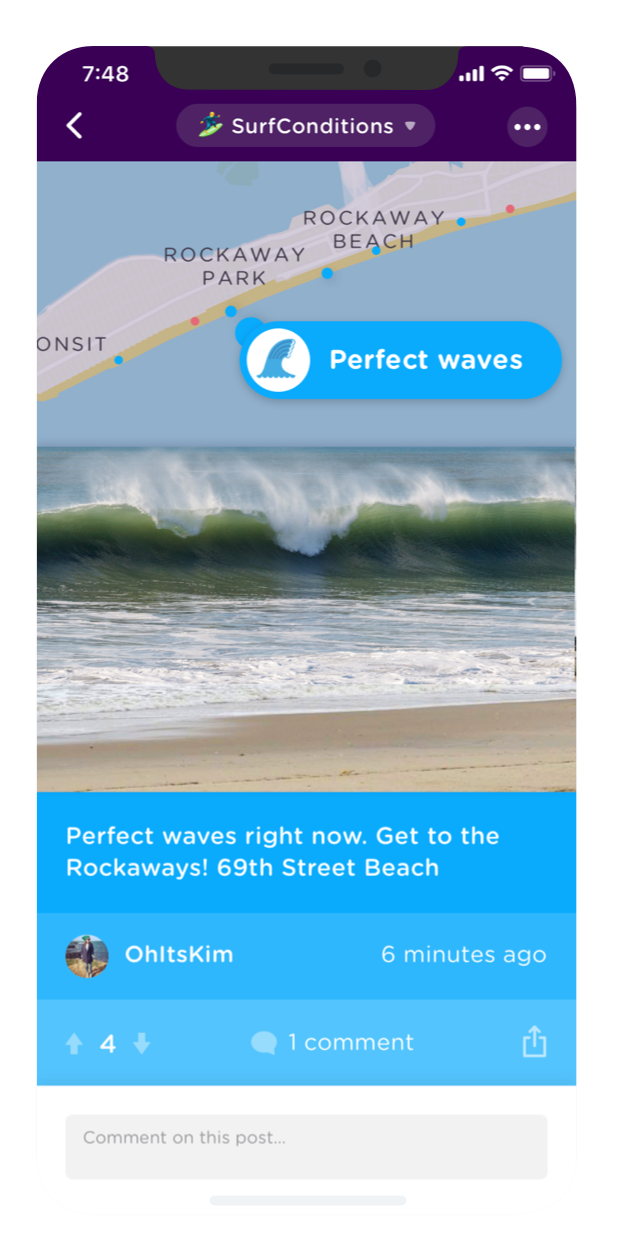 7:48
SurfConditions
ROCKAWAY
BEACH
ROCKAWAY
PARK
ONSIT
Perfect waves
Perfect waves right now. Get to the
Rockaways! 69th Street Beach
OhItsKim 6 minutes ago
4 1 comment
Comment on this post...